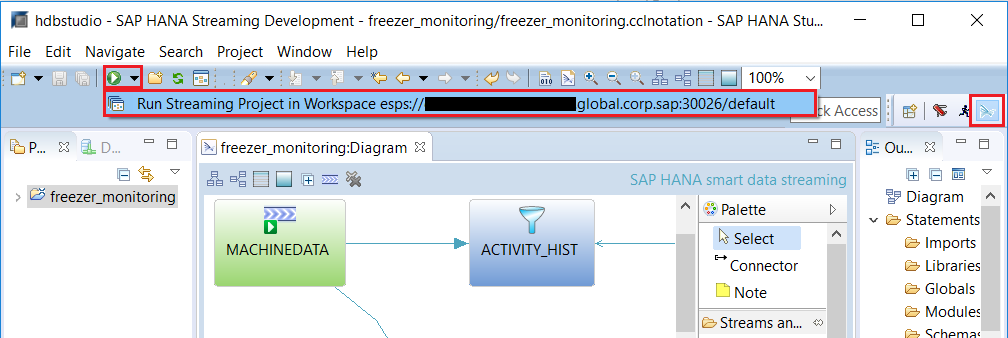 hdbstudio - SAP HANA Streaming Development - freezer_monitoring/freezer_monitoring.cclnotation - SAP HANA Stu...
File Edit Navigate Search Project Run Window Help
100%
Run Streaming Project in Workspace esps://
global.corp.sap:30026/default
ck Access
P...
D...
freezer_monitoring:Diagram
Ou...
freezer_monitoring
SAP HANA smart data streaming
Diagram
Statements
Imports
Libraries
Globals
Modules
Schemas
MACHINEDATA
ACTIVITY_HIST
Palette
Select
Connector
Note
Streams an...